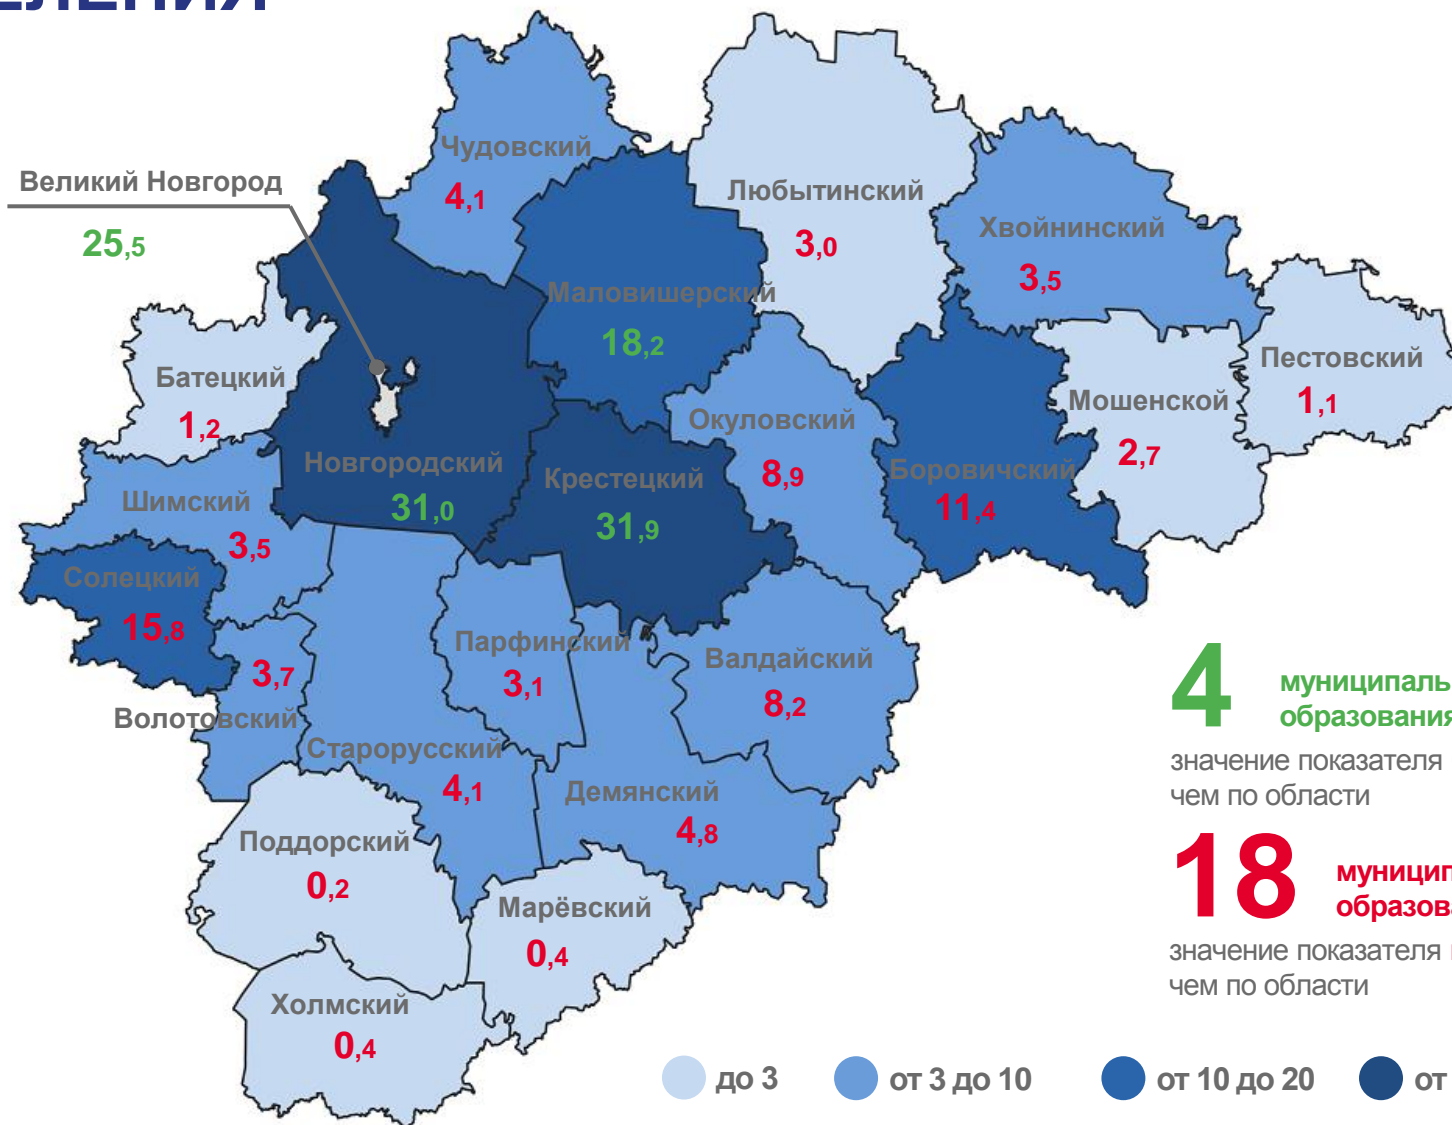 ЕЛЕНИЯ
Чудовский
4,1
Великий Новгород
25,5
Любытинский
3,0
Хвойнинский
3,5
Маловишерский
18,2
Батецкий
1,2
Пестовский
1,1
Мошенской
2,7
Окуловский
8,9
Боровичский
11,4
Новгородский
31,0
Крестецкий
31,9
Шимский
3,5
Солецкий
15,8
Парфинский
3,1
Валдайский
8,2
3,7
Волотовский
Старорусский
4,1
Демянский
4,8
Поддорский
0,2
Марёвский
0,4
Холмский
0,4
4
муниципаль
образования
значение показателя
чем по области
18
муницип
образова
значение показателя
чем по области
до 3
от 3 до 10
от 10 до 20
от